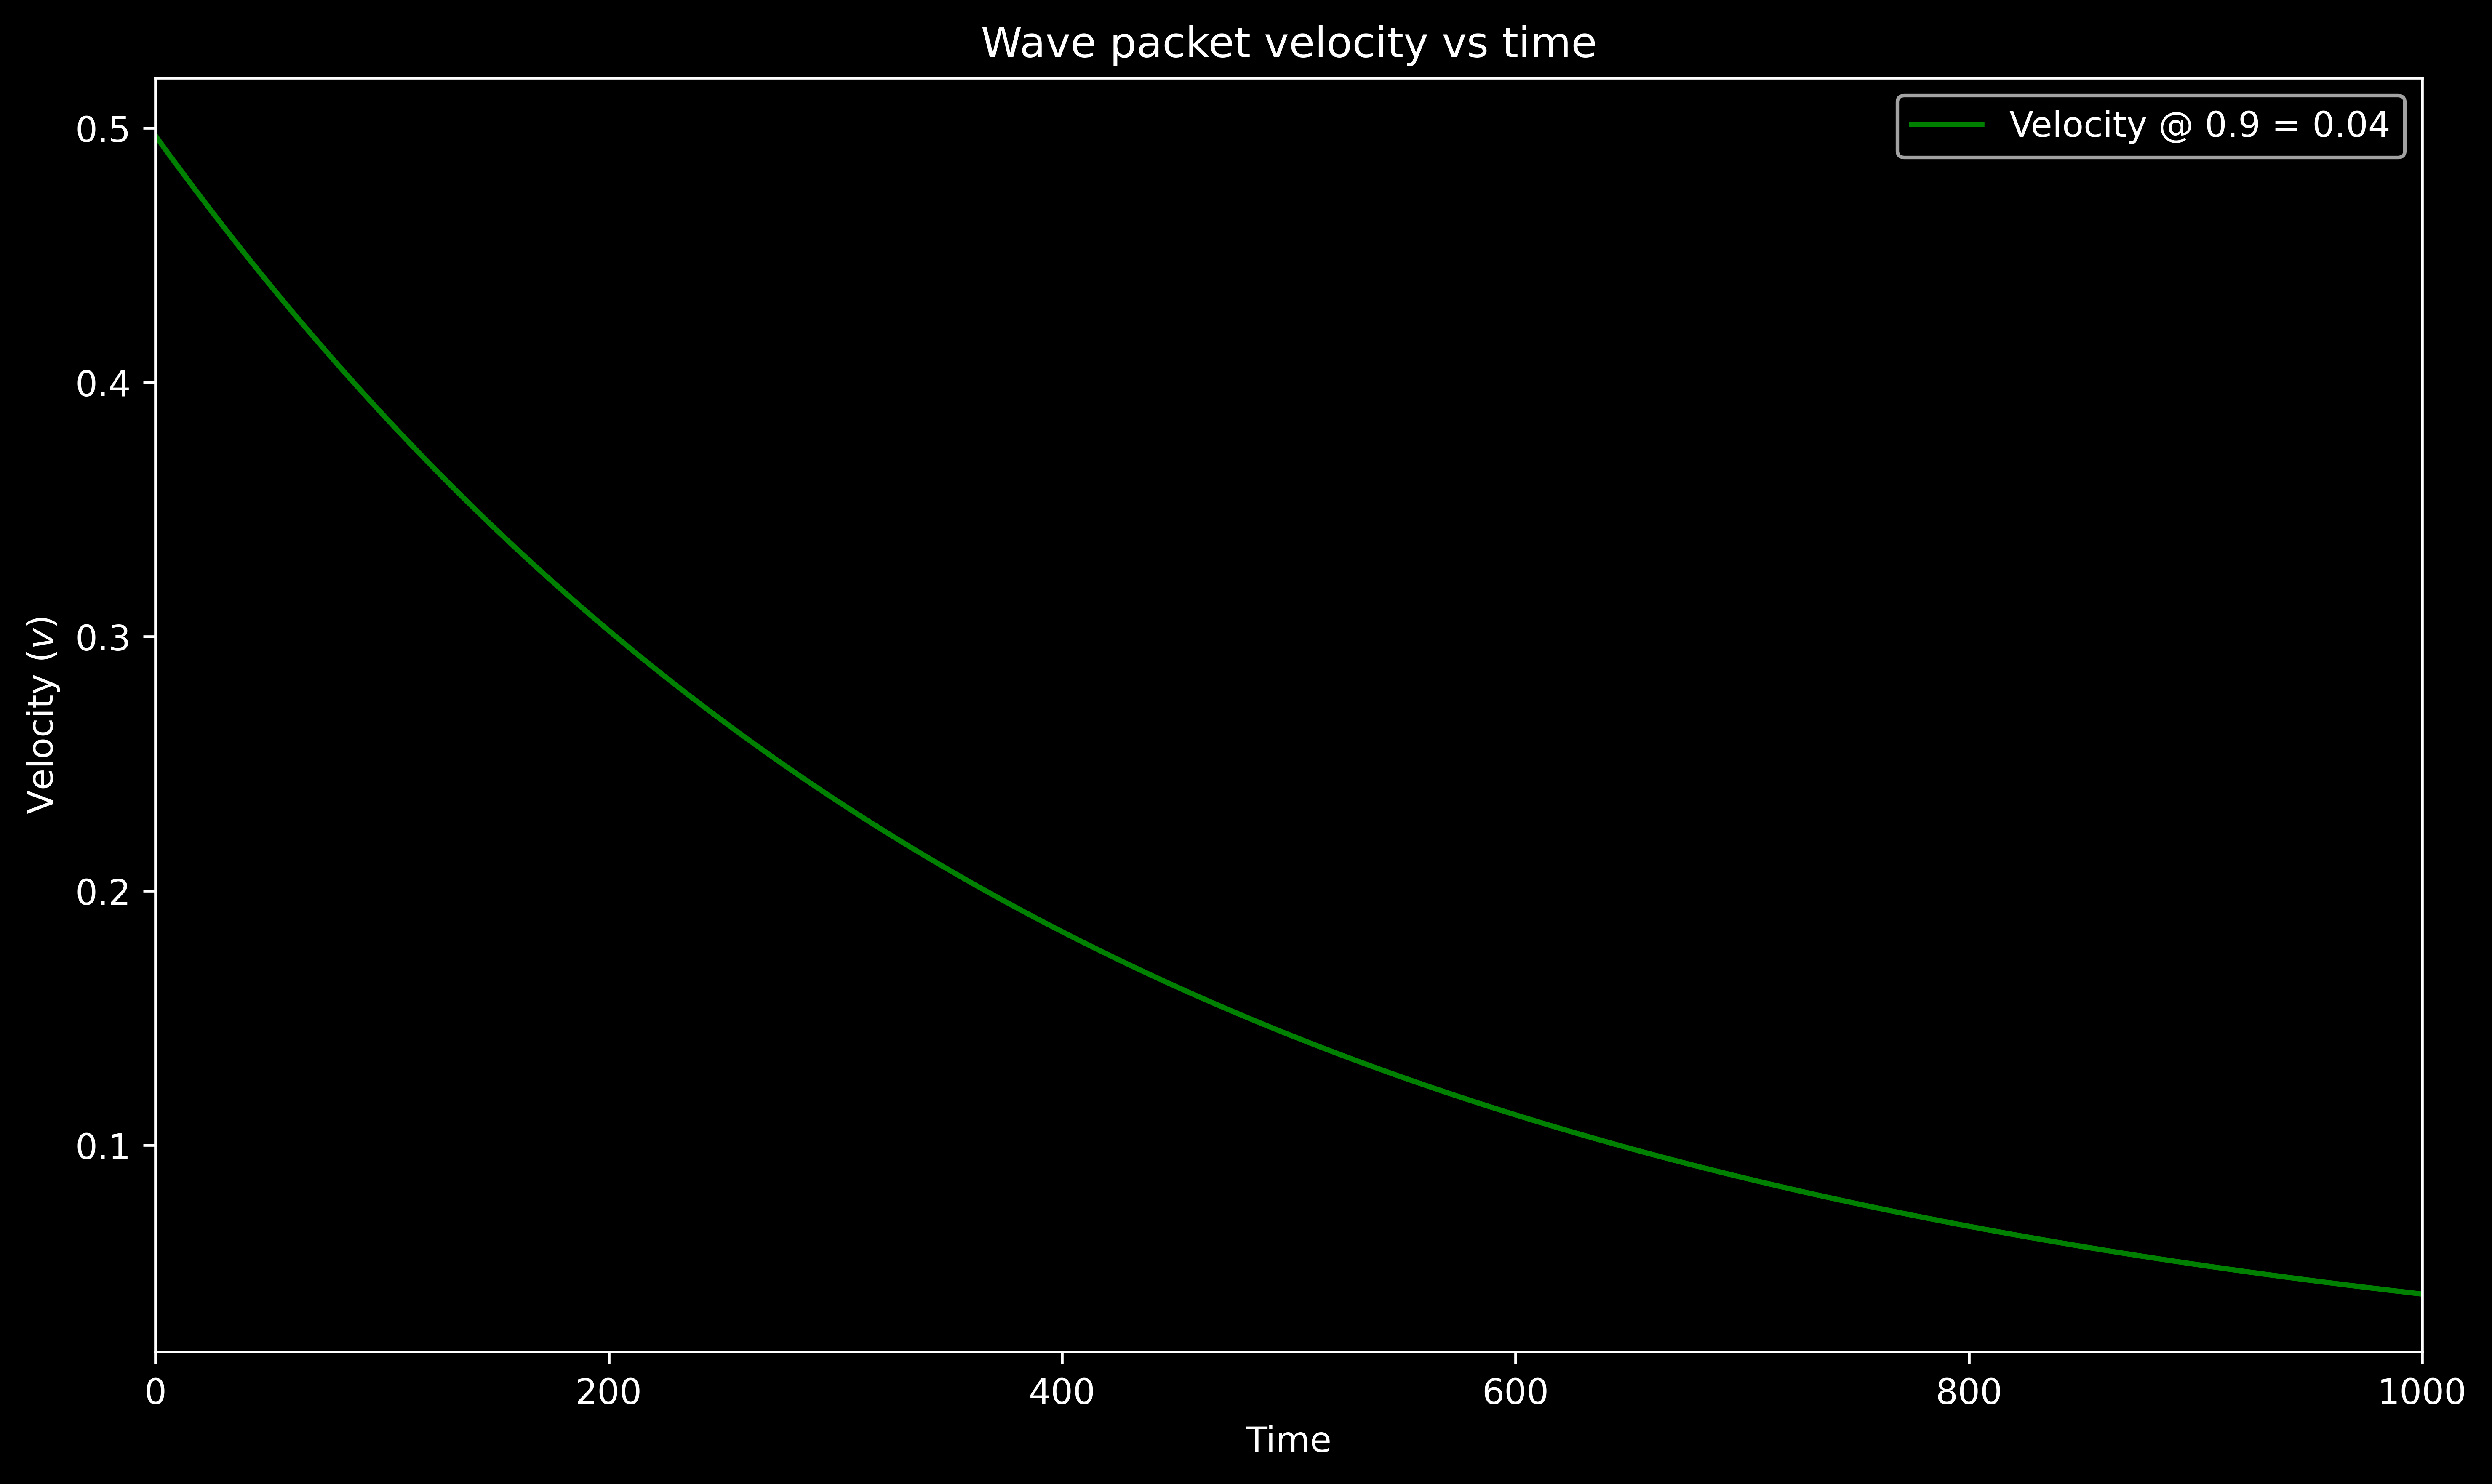 Wave packet velocity vs time
Velocity @ 0.9 = 0.04
0.5
0.4
0.3
0.2
0.1
Velocity (v)
0 200 400 600 800 1000
Time